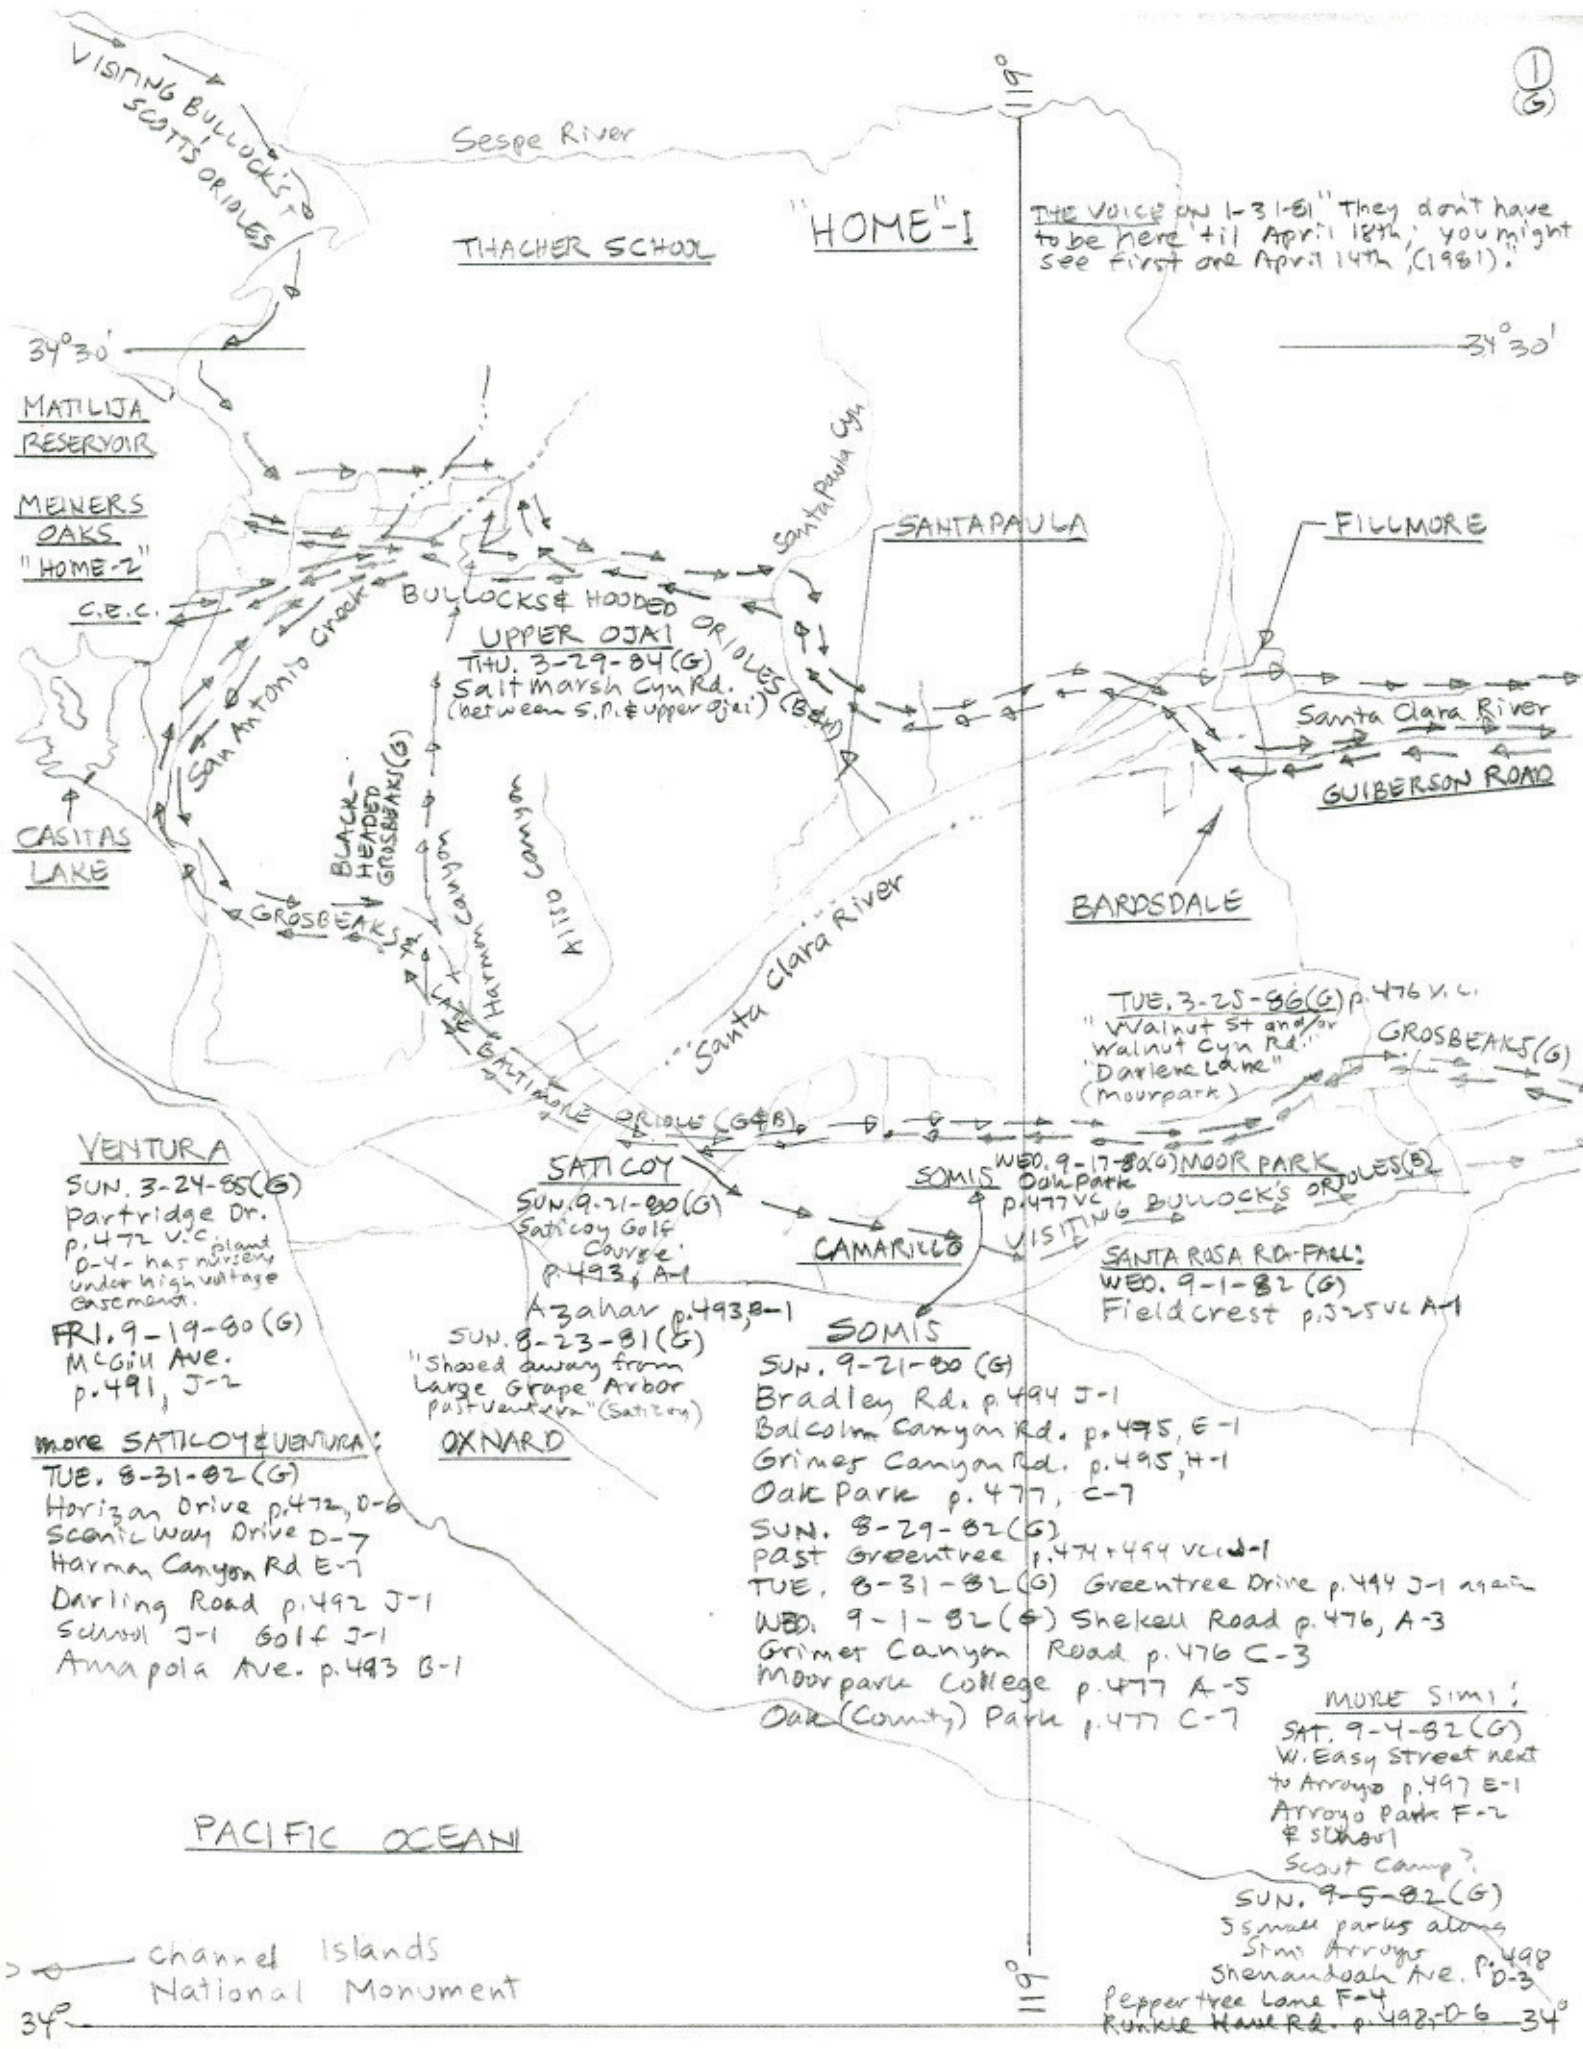 VISITING BULLOCK'S +
SCOTT'S ORIOLES
Sespe River
119°
1
G
THACHER SCHOOL
"HOME"-I
THE VOICE ON 1-31-81 "They don't have
to be here 'til April 18th; you might
see first one April 14th, (1981)."
34°30'
34°30'
MATILIJA
RESERVOIR
MEINERS
OAKS
"HOME-2"
C.E.C.
Santa Paula Cyn
SANTA PAULA
FILLMORE
San Antonio Creek
BULLOCKS & HOODED ORIOLES (B&H)
UPPER OJAI
THU. 3-29-84 (G)
Salt marsh Cyn Rd.
(between S.P. & upper Ojai)
Santa Clara River
GUIBERSON ROAD
CASITAS
LAKE
BLACK-
HEADED
GROSBEAKS (G)
Harmon Canyon
Aliso Canyon
BARDSDALE
GROSBEAKS &
Santa Clara River
BALTIMORE ORIOLE (G&B)
TUE. 3-25-86 (G) p.476 V.C.
"Walnut St and/or
Walnut Cyn Rd."
"Darlene Lane"
(Mourpark)
GROSBEAKS (G)
VENTURA
SUN. 3-24-85 (G)
Partridge Dr.
p.472 V.C.
D-4- has nursery plant
under high voltage
easement.
FRI. 9-19-80 (G)
McGill Ave.
p.491, J-2
SATICOY
SUN. 9-21-80 (G)
Saticoy Golf
Course
p.493, A-1
Azahar p.493, B-1
SUN. 8-23-81 (G)
"Shooed away from
Large Grape Arbor
past ventura" (Saticoy)
OXNARD
SOMIS
WED. 9-17-80 (G) MOORPARK
Oak Park
p.477 VC
VISITING BULLOCK'S ORIOLES (B)
CAMARILLO
SANTA ROSA RD.-FALL:
WED. 9-1-82 (G)
Fieldcrest p.525 VC A-1
more SATICOY & VENTURA:
TUE. 8-31-82 (G)
Horizon Drive p.472, D-6
Scenic Way Drive D-7
Harmon Canyon Rd E-7
Darling Road p.492 J-1
School J-1 Golf J-1
Amapola Ave. p.493 B-1
SOMIS
SUN. 9-21-80 (G)
Bradley Rd. p.494 J-1
Balcolm Canyon Rd. p.495, E-1
Grimes Canyon Rd. p.495, H-1
Oak Park p.477, C-7
SUN. 8-29-82 (G)
past Greentree p.474+494 VC, J-1
TUE. 8-31-82 (G) Greentree Drive p.494 J-1 again
WED. 9-1-82 (G) Shekell Road p.476, A-3
Grimes Canyon Road p.476 C-3
Moorpark College p.477 A-5
Oak (County) Park p.477 C-7
MORE SIMI:
SAT. 9-4-82 (G)
W. Easy Street next
to Arroyo p.497 E-1
Arroyo Park F-2
& School
Scout Camp?
SUN. 9-5-82 (G)
5 small parks along
Simi Arroyo
Shenandoah Ave. p.498
D-3
Peppertree Lane F-4
Runkle Haul Rd. p.498, D-6
PACIFIC OCEAN
Channel Islands
National Monument
34°
119°
34°